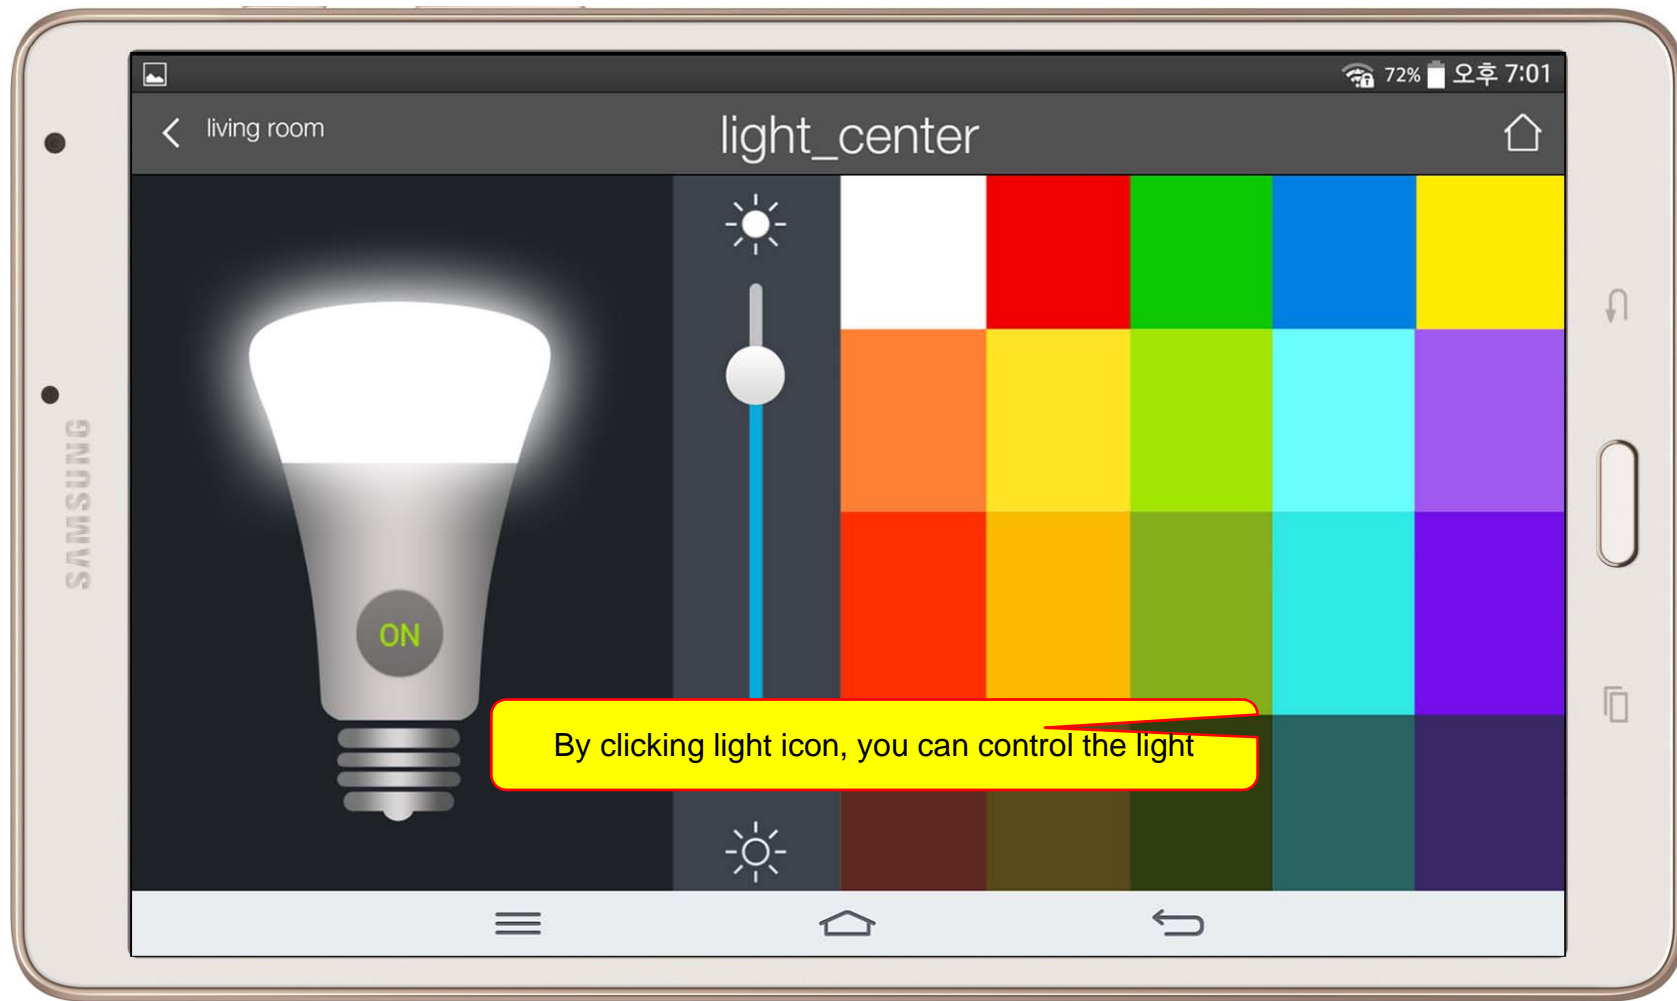 72% 오후 7:01
living room
light_center
SAMSUNG
ON
By clicking light icon, you can control the light